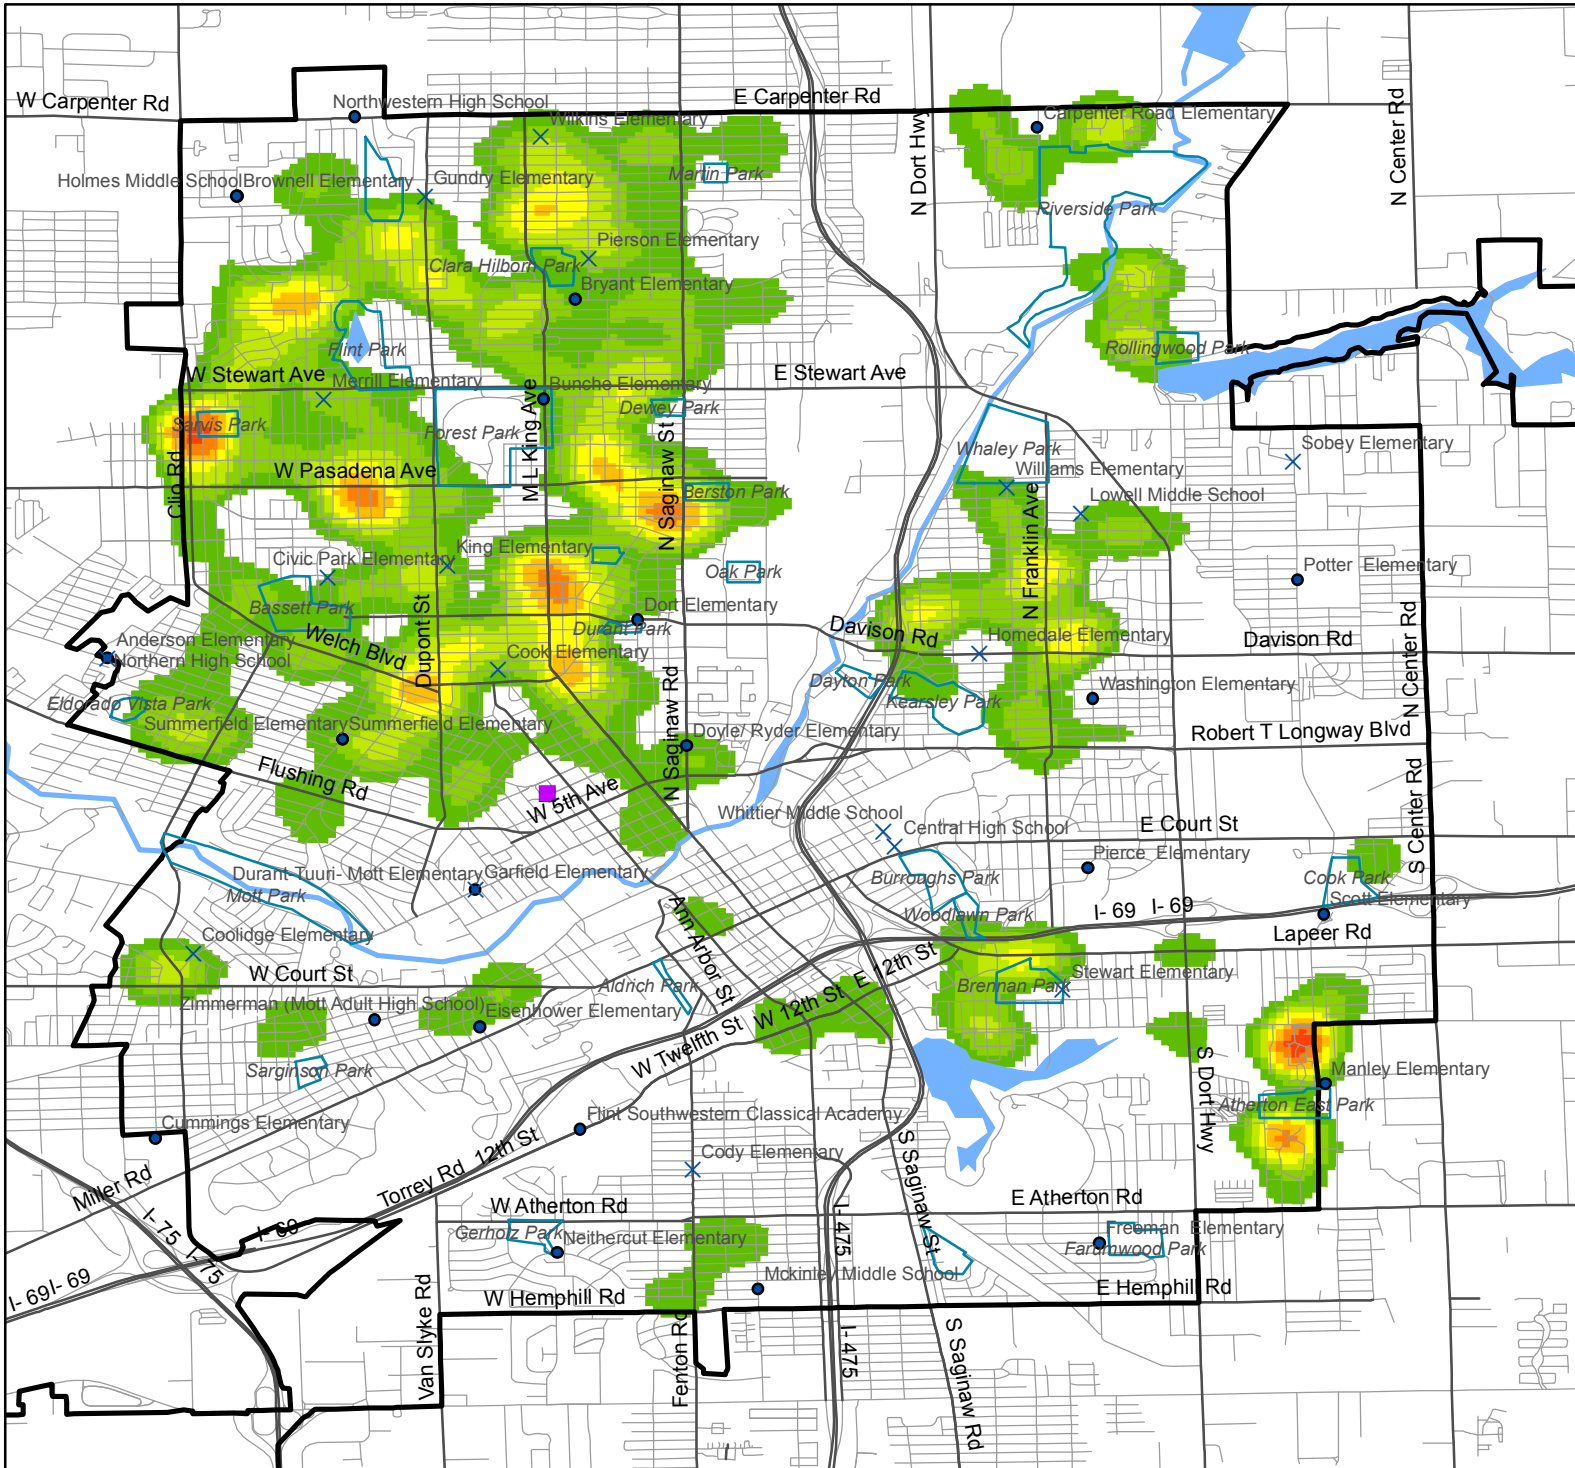 W Carpenter Rd
Northwestern High School
E Carpenter Rd
Carpenter Road Elementary
Wilkins Elementary
N Dort Hwy
N Center Rd
Holmes Middle School
Brownell Elementary
Gundry Elementary
Martin Park
Riverside Park
Pierson Elementary
Clara Hilborn Park
Bryant Elementary
Flint Park
Rollingwood Park
W Stewart Ave
Merrill Elementary
Bunche Elementary
E Stewart Ave
M L King Ave
Dewey Park
Sarvis Park
Forest Park
N Saginaw St
Whaley Park
Sobey Elementary
Clio Rd
W Pasadena Ave
Williams Elementary
Berston Park
Lowell Middle School
N Franklin Ave
Civic Park Elementary
King Elementary
Oak Park
Potter Elementary
Bassett Park
Dort Elementary
Durant Park
Davison Rd
Homedale Elementary
Davison Rd
N Center Rd
Anderson Elementary
Northern High School
Welch Blvd
Dupont St
Cook Elementary
N Saginaw Rd
Dayton Park
Kearsley Park
Washington Elementary
Eldorado Vista Park
Summerfield Elementary
Summerfield Elementary
Doyle/ Ryder Elementary
Robert T Longway Blvd
Flushing Rd
W 5th Ave
S Center Rd
Whittier Middle School
Central High School
E Court St
Pierce Elementary
Durant-Tuuri- Mott Elementary
Garfield Elementary
Mott Park
Burroughs Park
Cook Park
Scott Elementary
Woodlawn Park
I- 69
I- 69
Ann Arbor St
Coolidge Elementary
Lapeer Rd
W Court St
Aldrich Park
E 12th St
Stewart Elementary
Brennan Park
Zimmerman (Mott Adult High School)
Eisenhower Elementary
W 12th St
W Twelfth St
Sarginson Park
S Dort Hwy
Manley Elementary
Atherton East Park
Cummings Elementary
Flint Southwestern Classical Academy
12th St
Cody Elementary
S Saginaw St
Miller Rd
Torrey Rd
W Atherton Rd
E Atherton Rd
I- 75
I- 69
I- 75
Gerholz Park
Neithercut Elementary
I- 475
Freeman Elementary
Farumwood Park
I- 69
I- 69
Mckinley Middle School
W Hemphill Rd
E Hemphill Rd
Van Slyke Rd
Fenton Rd
I- 475
S Saginaw Rd